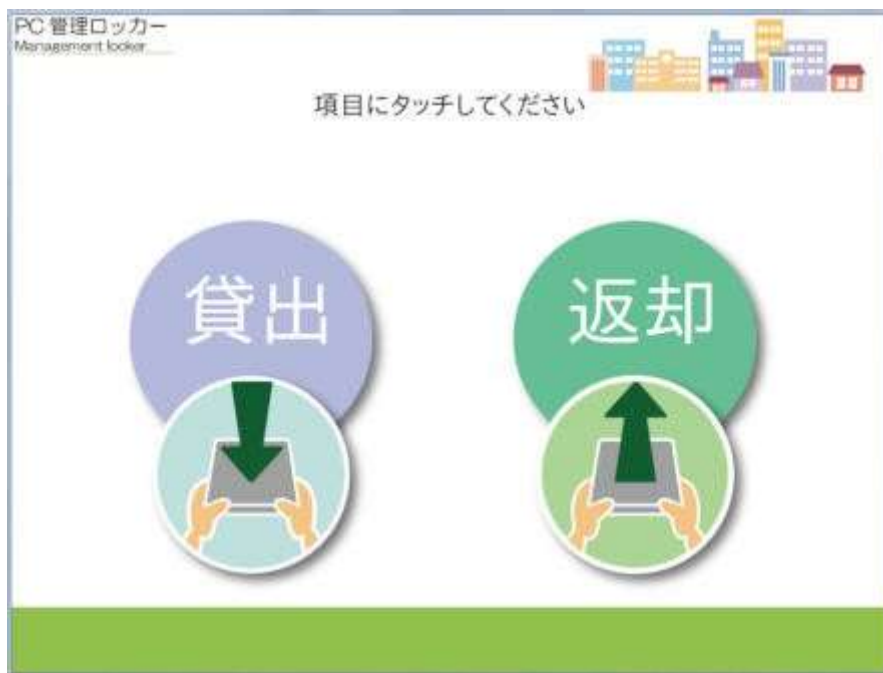 PC 管理ロッカー
Management locker
項目にタッチしてください
貸出
返却